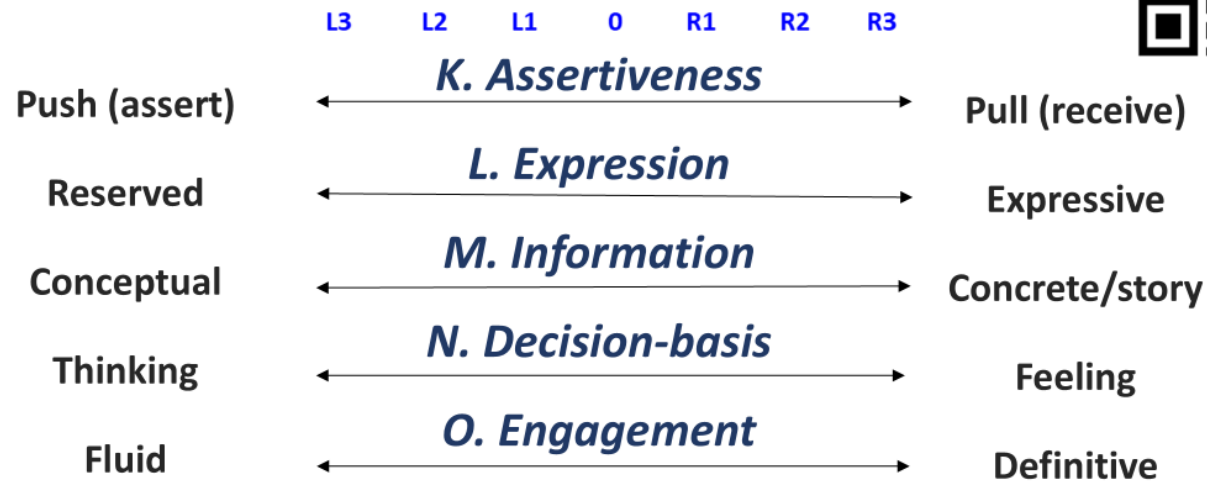 L3 L2 L1 0 R1 R2 R3
K. Assertiveness
Push (assert) Pull (receive)
L. Expression
Reserved Expressive
M. Information
Conceptual Concrete/story
N. Decision-basis
Thinking Feeling
O. Engagement
Fluid Definitive